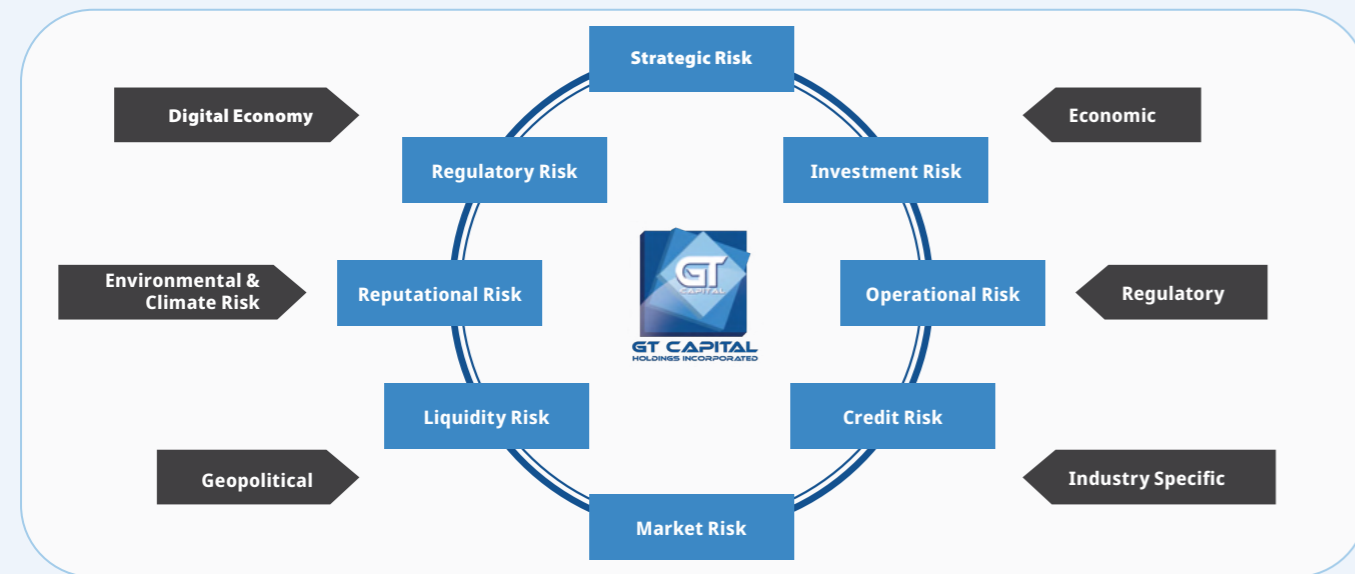 Strategic Risk
Digital Economy
Economic
Regulatory Risk
Investment Risk
GT
CAPITAL
Environmental &
Climate Risk
Reputational Risk
Operational Risk
Regulatory
GT CAPITAL
HOLDINGS INCORPORATED
Liquidity Risk
Credit Risk
Geopolitical
Industry Specific
Market Risk